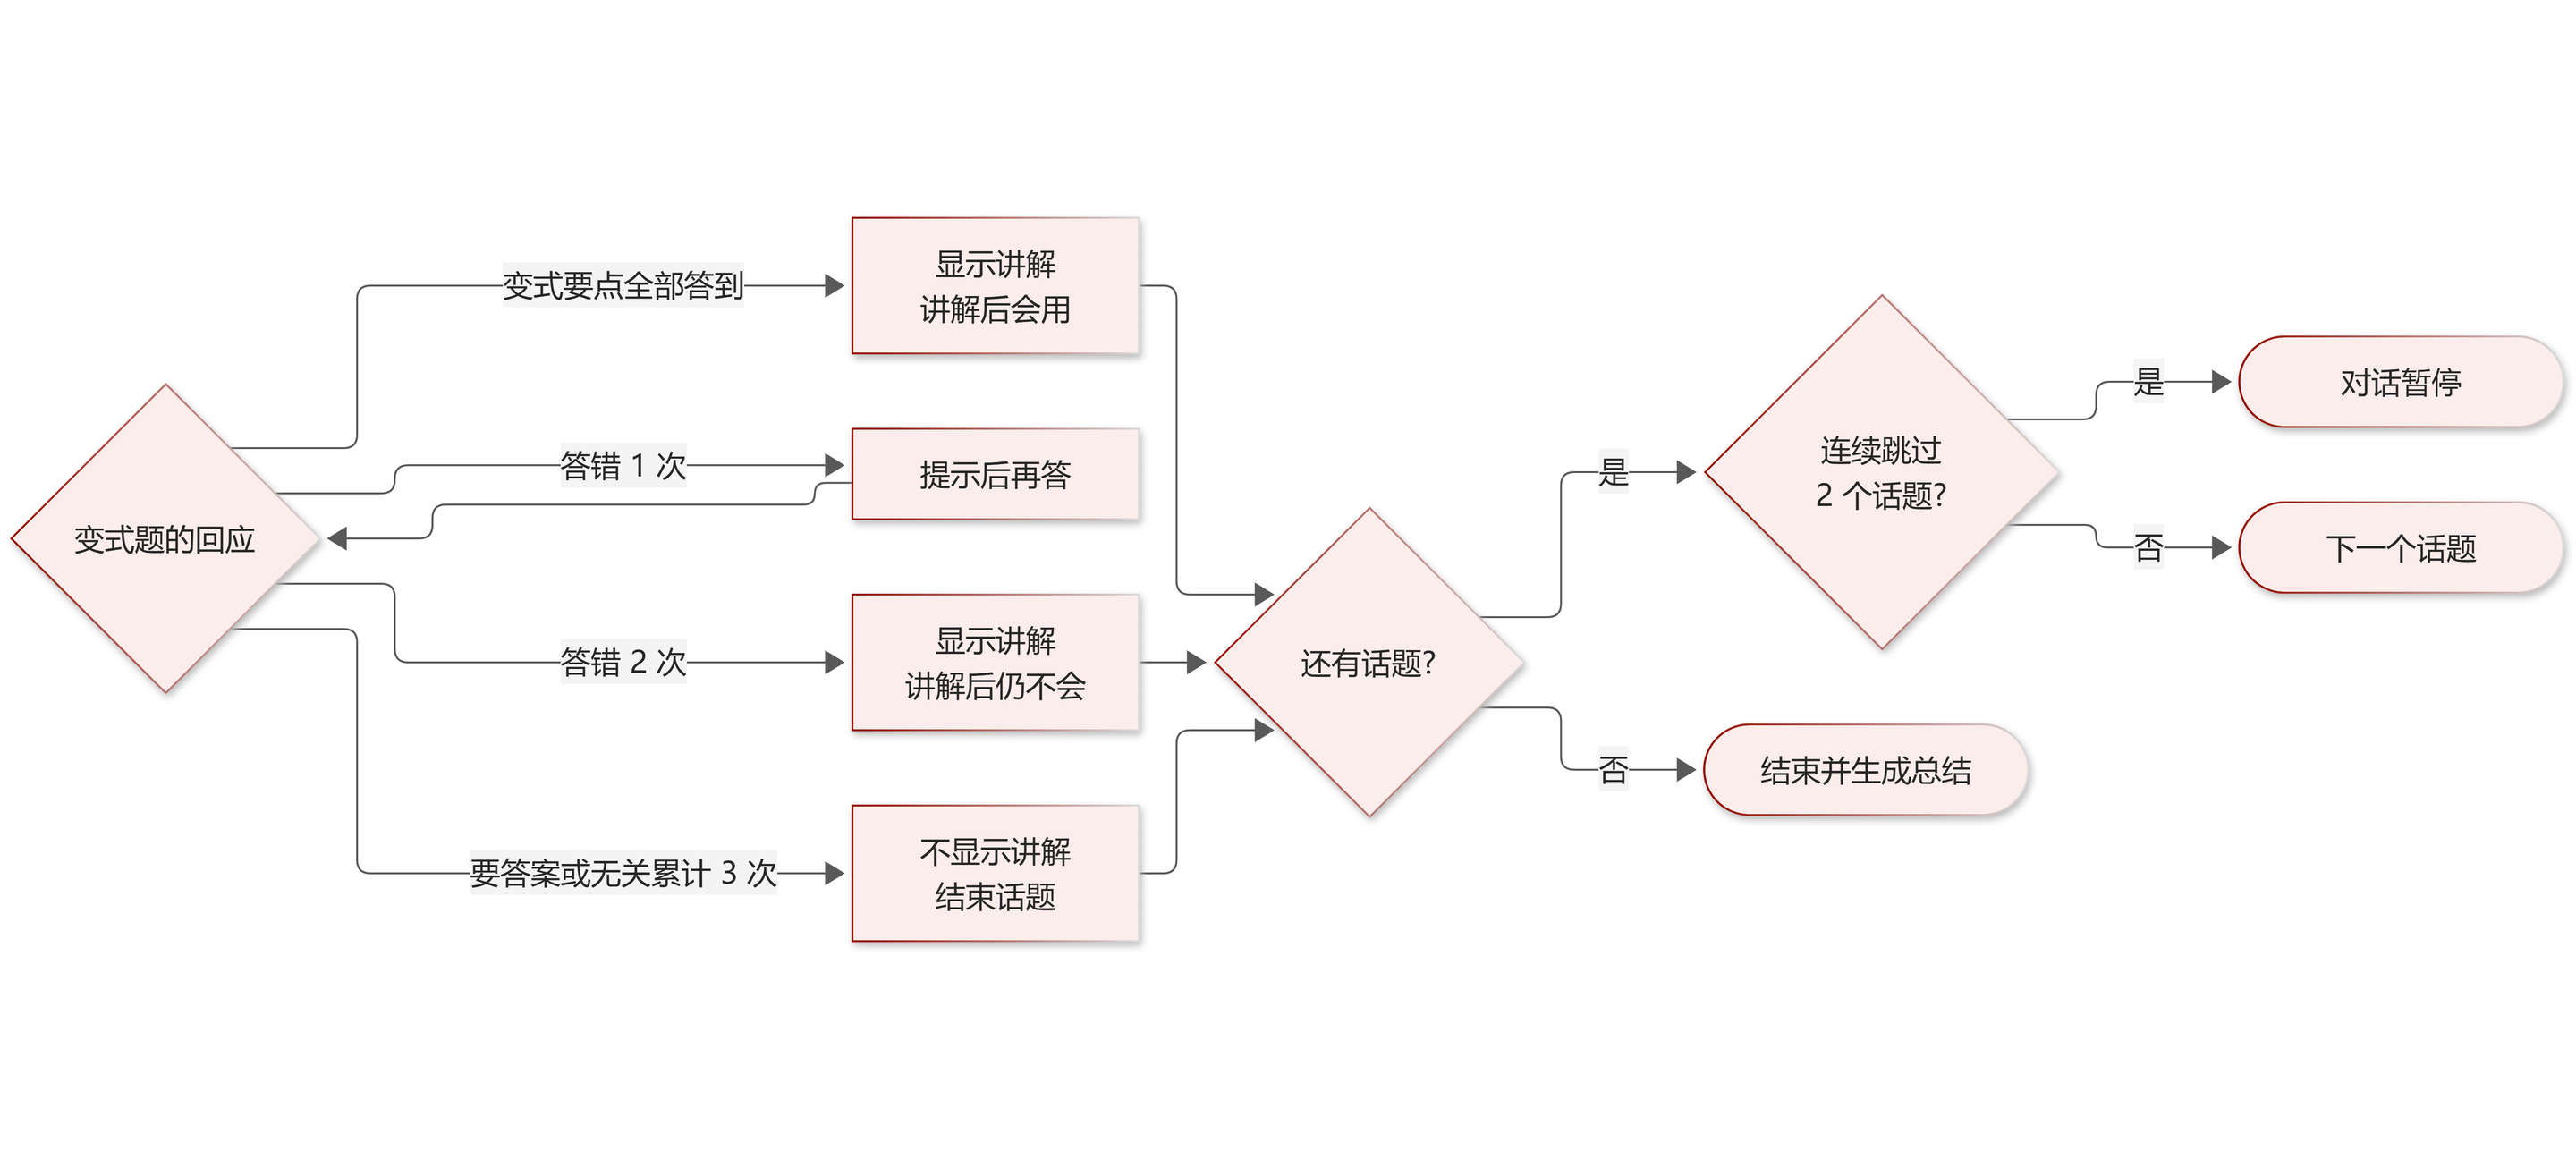 变式题的回应
变式要点全部答到
答错 1 次
答错 2 次
要答案或无关累计 3 次
显示讲解
讲解后会用
提示后再答
显示讲解
讲解后仍不会
不显示讲解
结束话题
还有话题?
是
否
连续跳过
2 个话题?
结束并生成总结
是
否
对话暂停
下一个话题